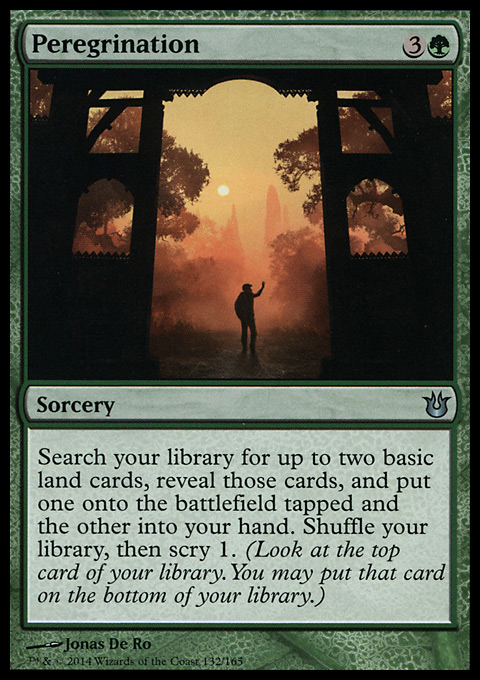 Peregrination 3
Sorcery
Search your library for up to two basic
land cards, reveal those cards, and put
one onto the battlefield tapped and
the other into your hand. Shuffle your
library, then scry 1. (Look at the top
card of your library. You may put that card
on the bottom of your library.)
Jonas De Ro
™ & © 2014 Wizards of the Coast 132/165